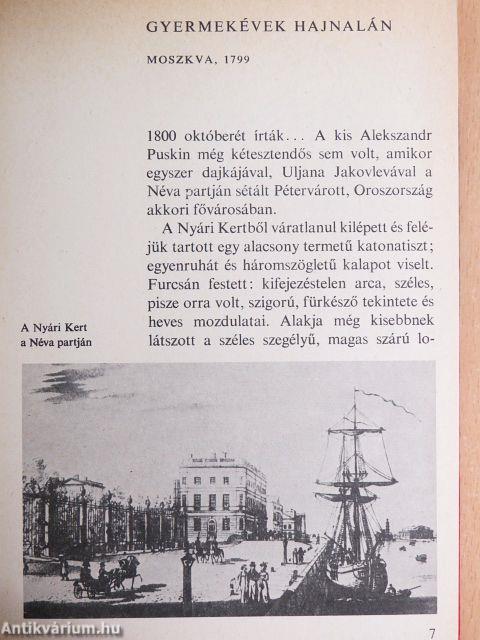 GYERMEKÉVEK HAJNALÁN
MOSZKVA, 1799
1800 októberét írták... A kis Alekszandr
Puskin még kétesztendős sem volt, amikor
egyszer dajkájával, Uljana Jakovlevával a
Néva partján sétált Pétervárott, Oroszország
akkori fővárosában.
A Nyári Kertből váratlanul kilépett és felé-
jük tartott egy alacsony termetű katonatiszt;
egyenruhát és háromszögletű kalapot viselt.
Furcsán festett: kifejezéstelen arca, széles,
pisze orra volt, szigorú, fürkésző tekintete és
heves mozdulatai. Alakja még kisebbnek
látszott a széles szegélyű, magas szárú lo-
A Nyári Kert
a Néva partján
7
Antikvárium.hu